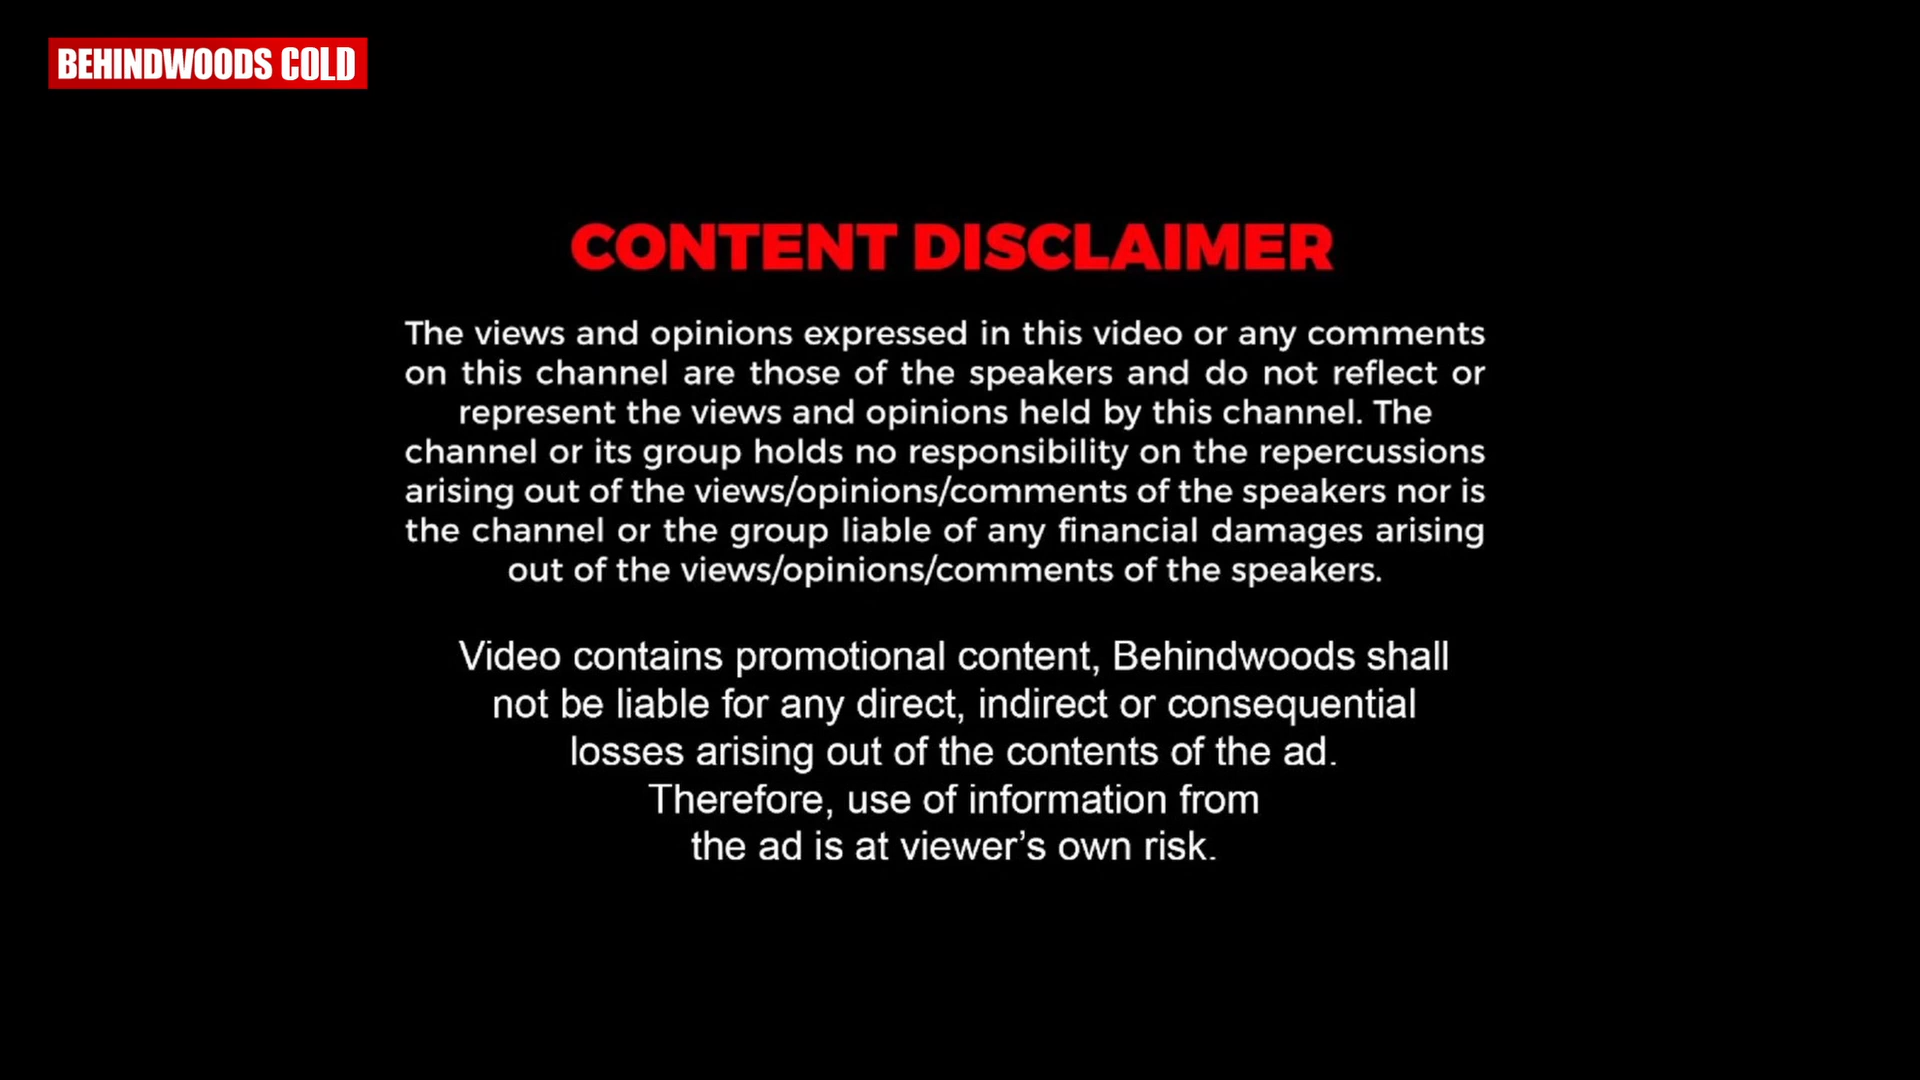 BEHINDWOODS COLD
CONTENT DISCLAIMER
The views and opinions expressed in this video or any comments
on this channel are those of the speakers and do not reflect or
represent the views and opinions held by this channel. The
channel or its group holds no responsibility on the repercussions
arising out of the views/opinions/comments of the speakers nor is
the channel or the group liable of any financial damages arising
out of the views/opinions/comments of the speakers.
Video contains promotional content, Behindwoods shall
not be liable for any direct, indirect or consequential
losses arising out of the contents of the ad.
Therefore, use of information from
the ad is at viewer’s own risk.